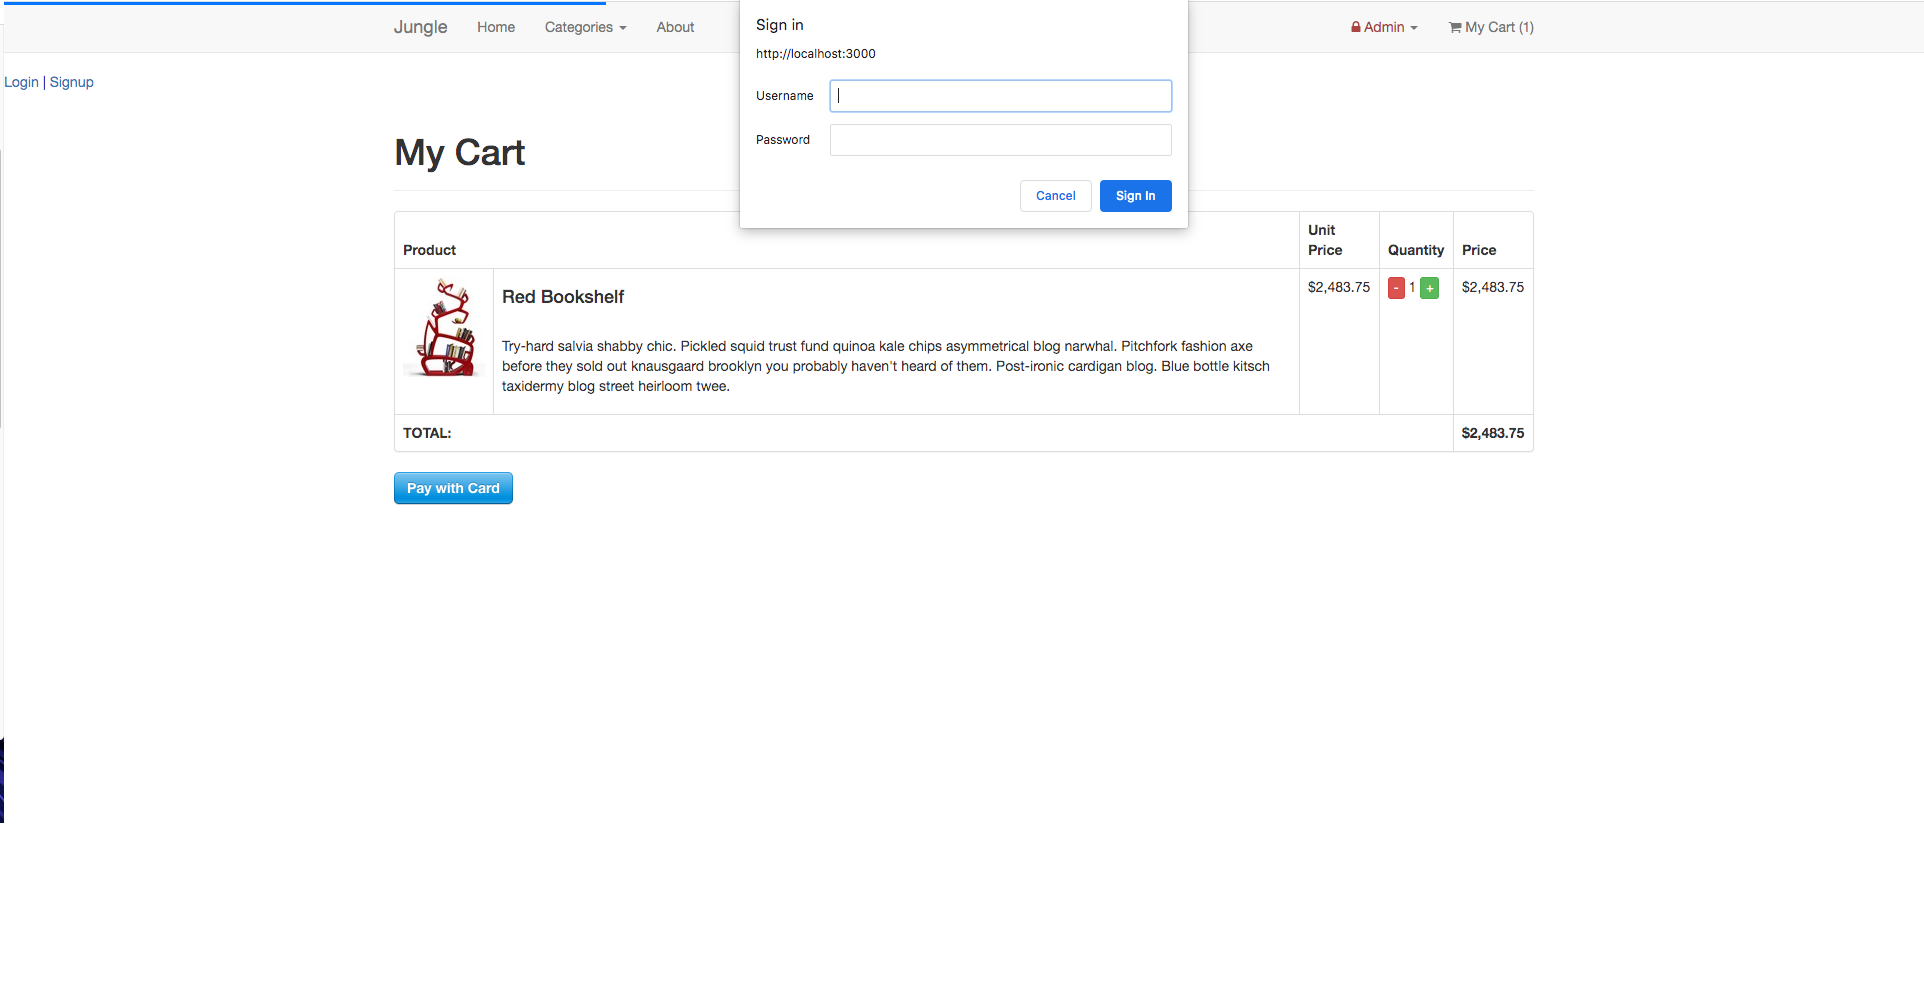 Jungle Home Categories About Admin My Cart (1)
Sign in
http://localhost:3000
Username
Password
Cancel Sign In
Login | Signup
My Cart
Product Unit Price Quantity Price
Red Bookshelf $2,483.75 - 1 + $2,483.75
Try-hard salvia shabby chic. Pickled squid trust fund quinoa kale chips asymmetrical blog narwhal. Pitchfork fashion axe
before they sold out knausgaard brooklyn you probably haven't heard of them. Post-ironic cardigan blog. Blue bottle kitsch
taxidermy blog street heirloom twee.
TOTAL: $2,483.75
Pay with Card